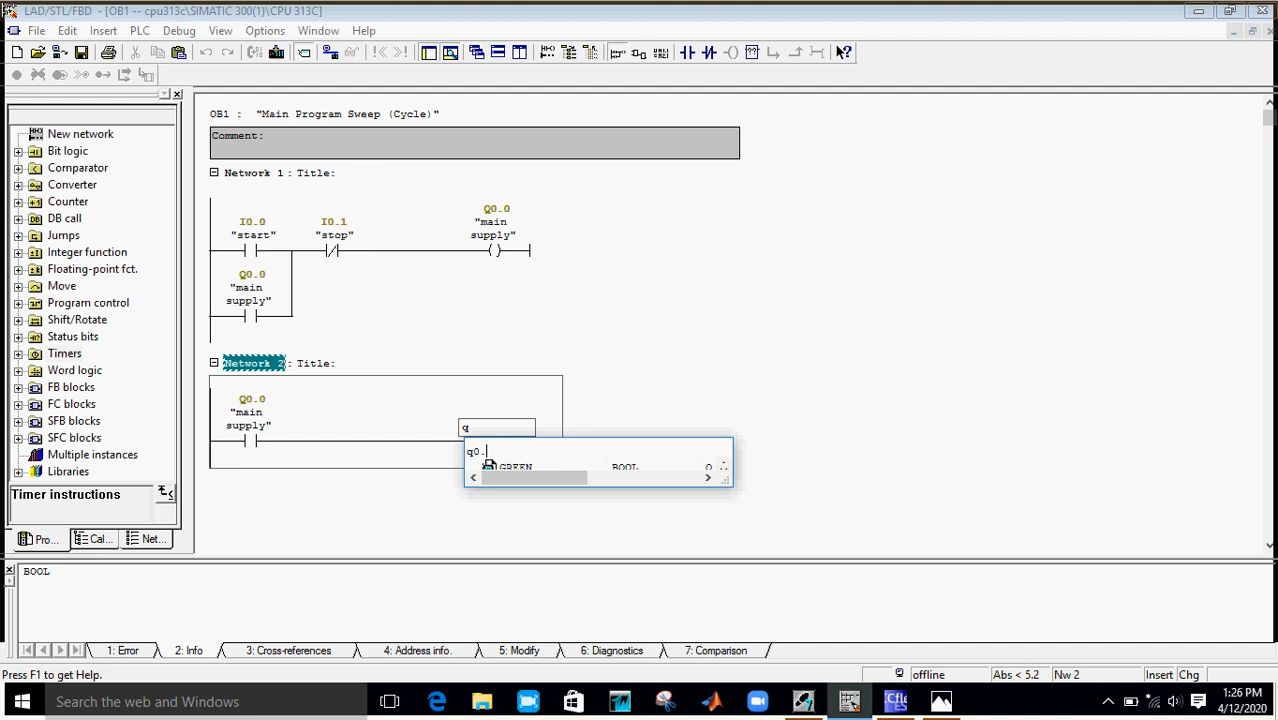 LAD/STL/FBD - [OB1 -- cpu313c\SIMATIC 300(1)\CPU 313C]
File Edit Insert PLC Debug View Options Window Help
New network
Bit logic
Comparator
Converter
Counter
DB call
Jumps
Integer function
Floating-point fct.
Move
Program control
Shift/Rotate
Status bits
Timers
Word logic
FB blocks
FC blocks
SFB blocks
SFC blocks
Multiple instances
Libraries
Timer instructions
Pro... Cal... Net...
OB1 : "Main Program Sweep (Cycle)"
Comment:
Network 1 : Title:
Q0.0
"main
supply"
I0.0
"start"
I0.1
"stop"
Q0.0
"main
supply"
Network 2 : Title:
Q0.0
"main
supply"
q
q0.
GREEN BOOL
BOOL
1: Error 2: Info 3: Cross-references 4: Address info. 5: Modify 6: Diagnostics 7: Comparison
Press F1 to get Help.
offline Abs < 5.2 Nw 2 Insert Chg
Search the web and Windows
1:26 PM
4/12/2020